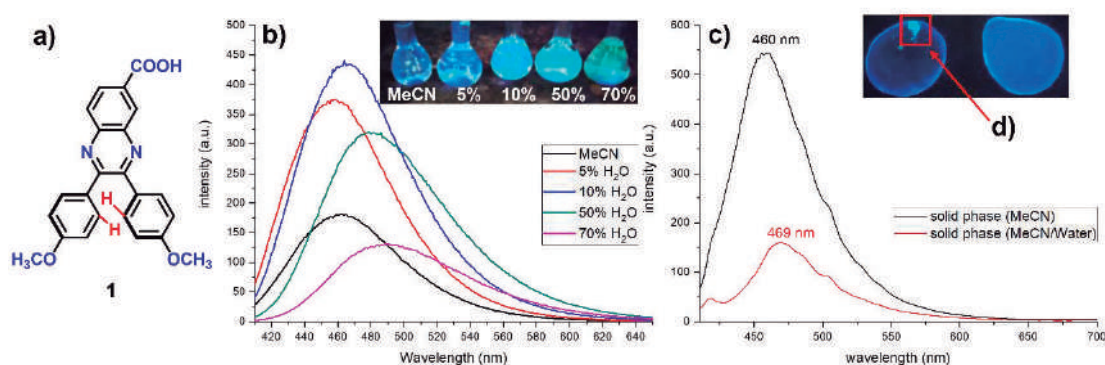 a)
COOH
N
N
H
H
H₃CO
OCH₃
1
b)
intensity (a.u.)
500
450
400
350
300
250
200
150
100
50
0
MeCN 5% 10% 50% 70%
MeCN
5% H₂O
10% H₂O
50% H₂O
70% H₂O
420 440 460 480 500 520 540 560 580 600 620 640
Wavelength (nm)
c)
intensity (a.u.)
600
500
400
300
200
100
0
460 nm
469 nm
d)
solid phase (MeCN)
solid phase (MeCN/Water)
450 500 550 600 650 700
wavelength (nm)